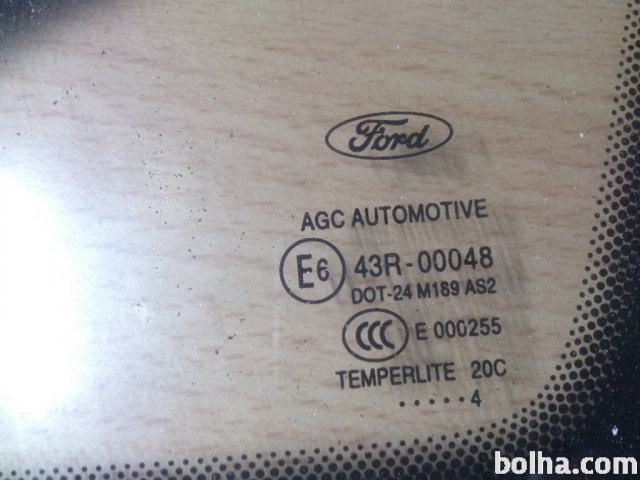 Ford
AGC AUTOMOTIVE
E6 43R-00048
DOT-24 M189 AS2
CCC E 000255
TEMPERLITE 20C
. . . . . 4
bolha.com